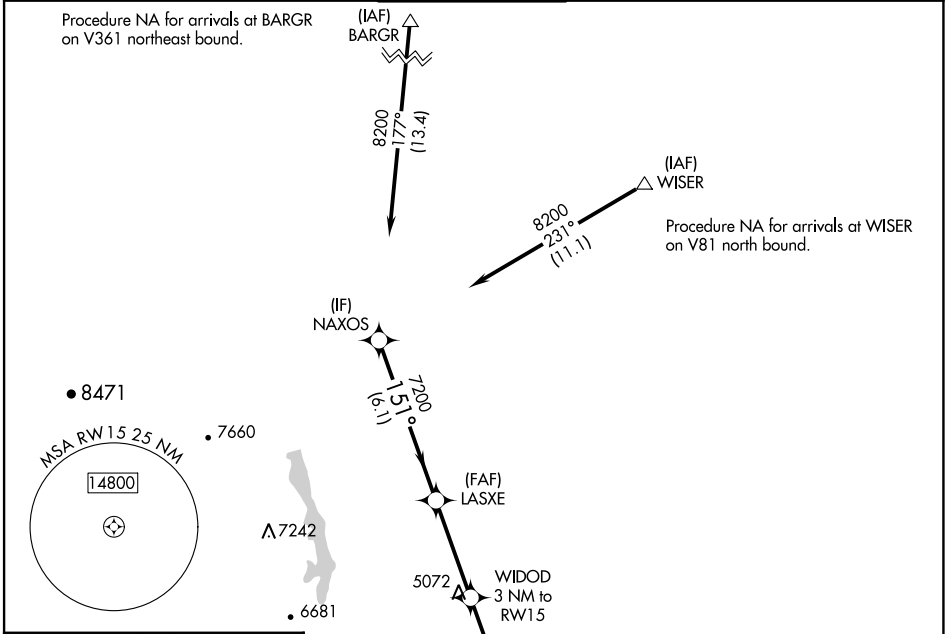 Procedure NA for arrivals at BARGR
on V361 northeast bound.
(IAF)
BARGR
8200
177°
(13.4)
(IAF)
WISER
8200
231°
(11.1)
Procedure NA for arrivals at WISER
on V81 north bound.
(IF)
NAXOS
7200
151°
(6.1)
8471
7660
MSA RW15 25 NM
14800
(FAF)
LASXE
7242
5072
WIDOD
3 NM to
RW15
6681